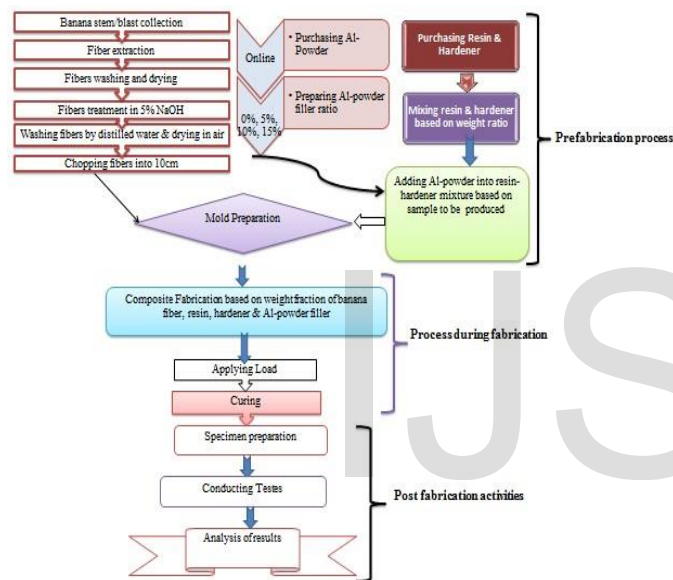 Banana stem/blast collection
Fiber extraction
Fibers washing and drying
Fibers treatment in 5% NaOH
Washing fibers by distilled water & drying in air
Chopping fibers into 10cm
Online
• Purchasing Al-
Powder
0%, 5%,
10%, 15%
• Preparing Al-powder
filler ratio
Purchasing Resin &
Hardener
Mixing resin & hardener
based on weight ratio
Adding Al-powder into resin-
hardener mixture based on
sample to be produced
Prefabrication process
Mold Preparation
Composite Fabrication based on weight fraction of banana
fiber, resin, hardener & Al-powder filler
Applying Load
Curing
Process during fabrication
Specimen preparation
Conducting Testes
Analysis of results
Post fabrication activities
IJS